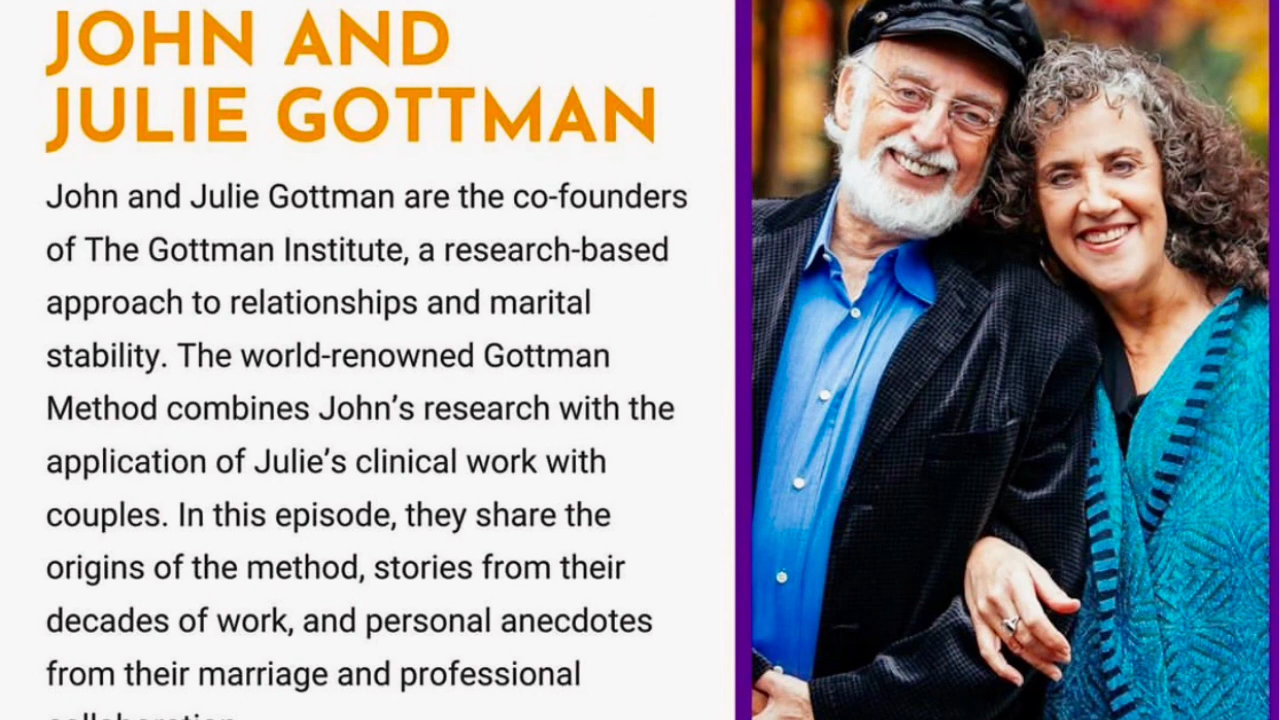 JOHN AND
JULIE GOTTMAN
John and Julie Gottman are the co-founders
of The Gottman Institute, a research-based
approach to relationships and marital
stability. The world-renowned Gottman
Method combines John’s research with the
application of Julie’s clinical work with
couples. In this episode, they share the
origins of the method, stories from their
decades of work, and personal anecdotes
from their marriage and professional
collaboration.